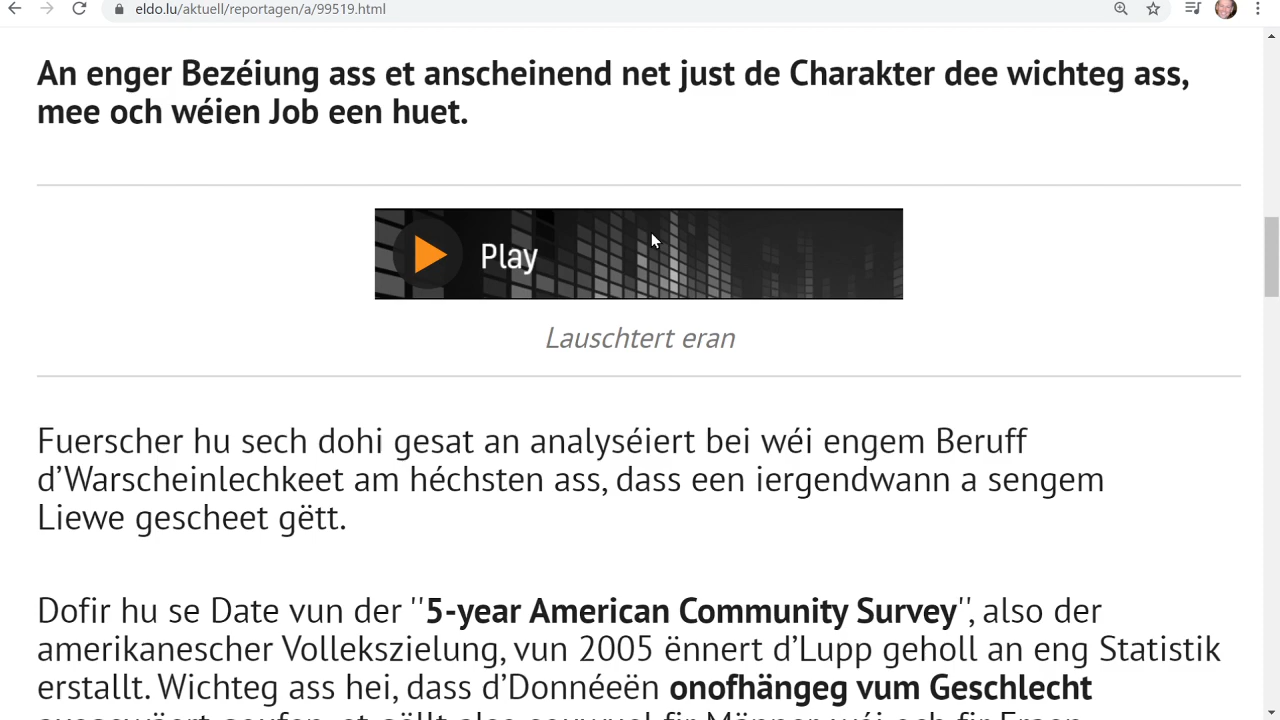 eldo.lu/aktuell/reportagen/a/99519.html
An enger Bezéiung ass et anscheinend net just de Charakter dee wichteg ass,
mee och wéien Job een huet.
Play
Lauschtert eran
Fuerscher hu sech dohi gesat an analyséiert bei wéi engem Beruff
d’Warscheinlechkeet am héchsten ass, dass een iergendwann a sengem
Liewe gescheet gëtt.
Dofir hu se Date vun der ''5-year American Community Survey'', also der
amerikanescher Vollekszielung, vun 2005 ënnert d’Lupp geholl an eng Statistik
erstallt. Wichteg ass hei, dass d’Donnéeën onofhängeg vum Geschlecht